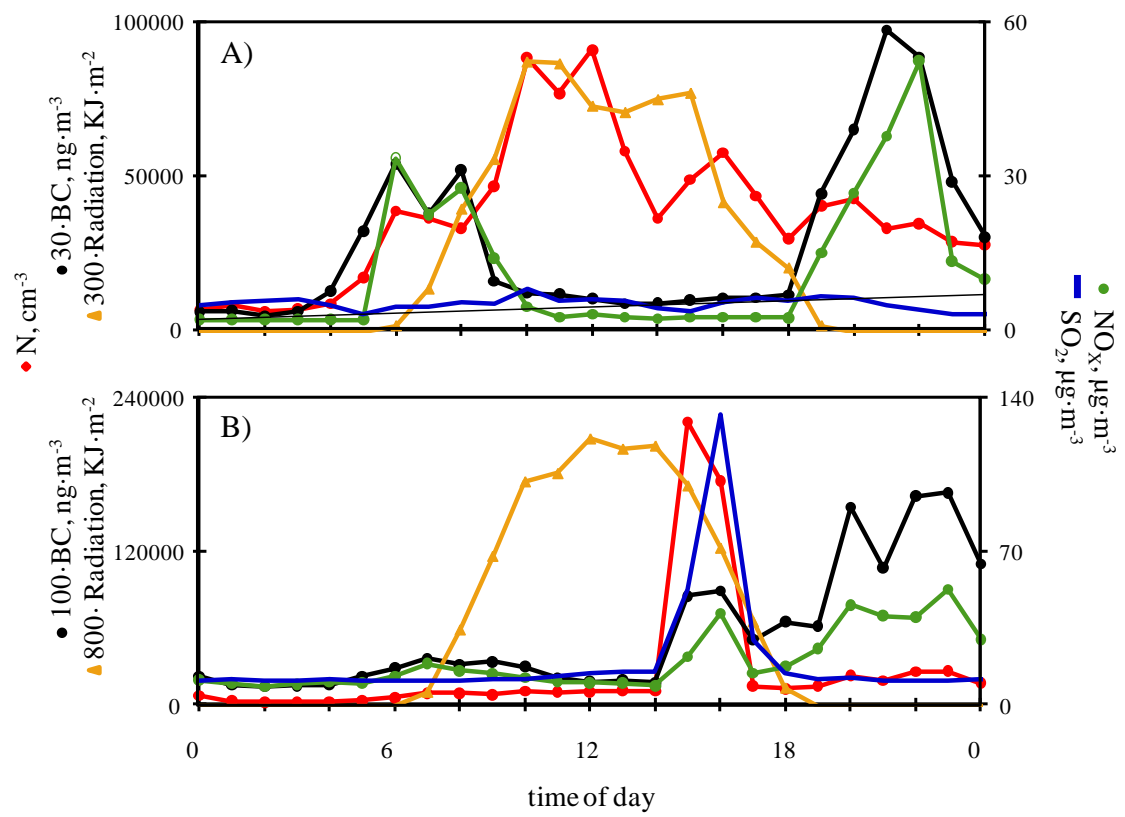 A)
100000
50000
0
60
30
0
N, cm⁻³
30·BC, ng·m⁻³
300·Radiation, KJ·m⁻²
B)
240000
120000
0
140
70
0
100·BC, ng·m⁻³
800· Radiation, KJ·m⁻²
NOₓ, µg·m⁻³
SO₂, µg·m⁻³
0 6 12 18 0
time of day